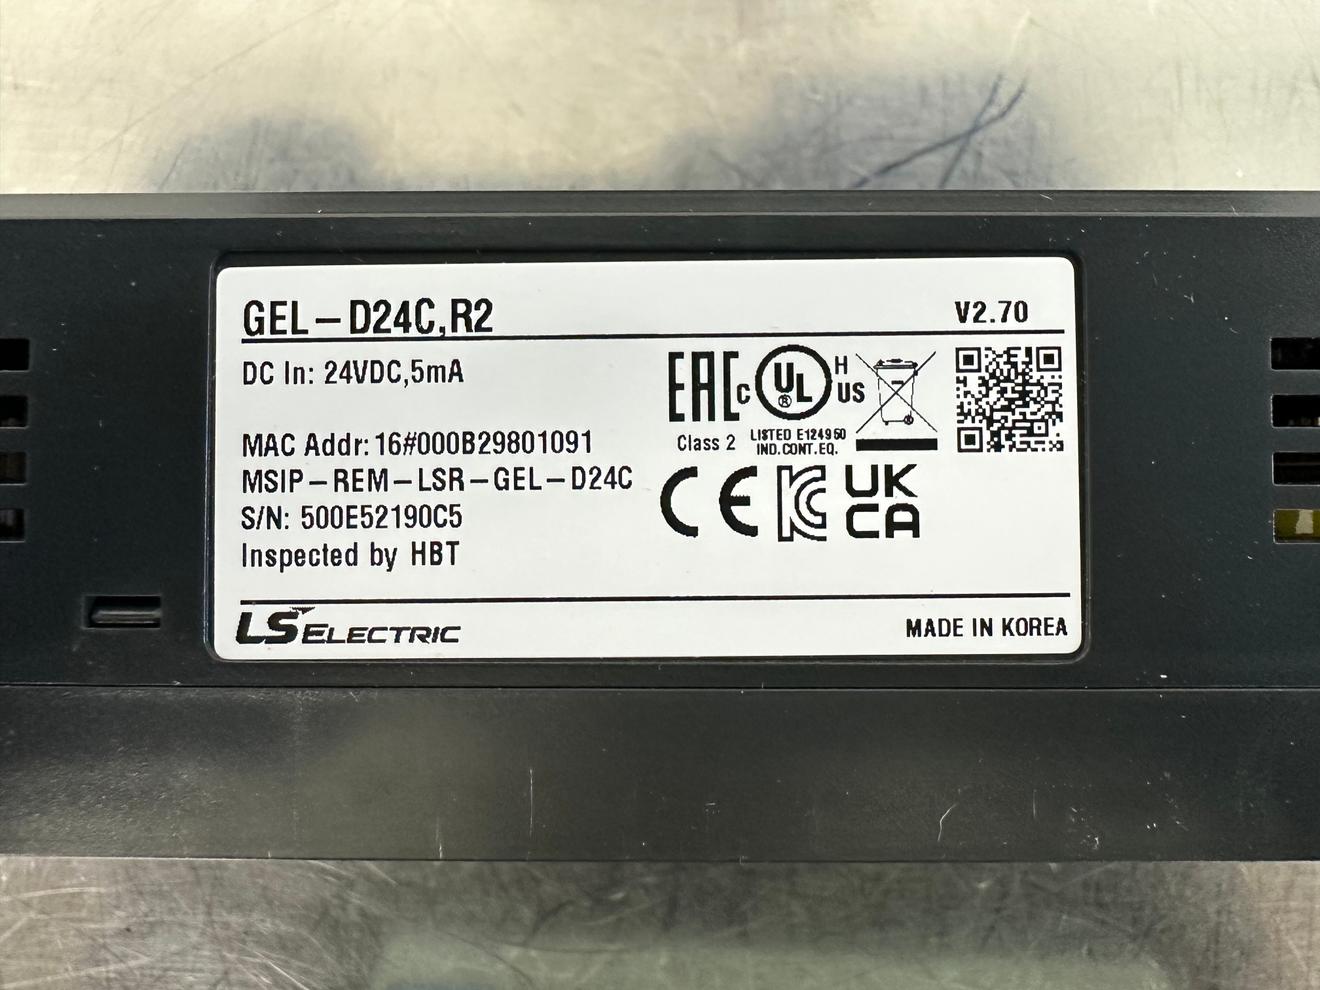 GEL-D24C,R2 V2.70
DC In: 24VDC,5mA
EAC C UL ® H US
Class 2 LISTED E124950
IND.CONT.EQ.
MAC Addr: 16#000B29801091
MSIP-REM-LSR-GEL-D24C
CE KC UK
CA
S/N: 500E52190C5
Inspected by HBT
LS ELECTRIC MADE IN KOREA